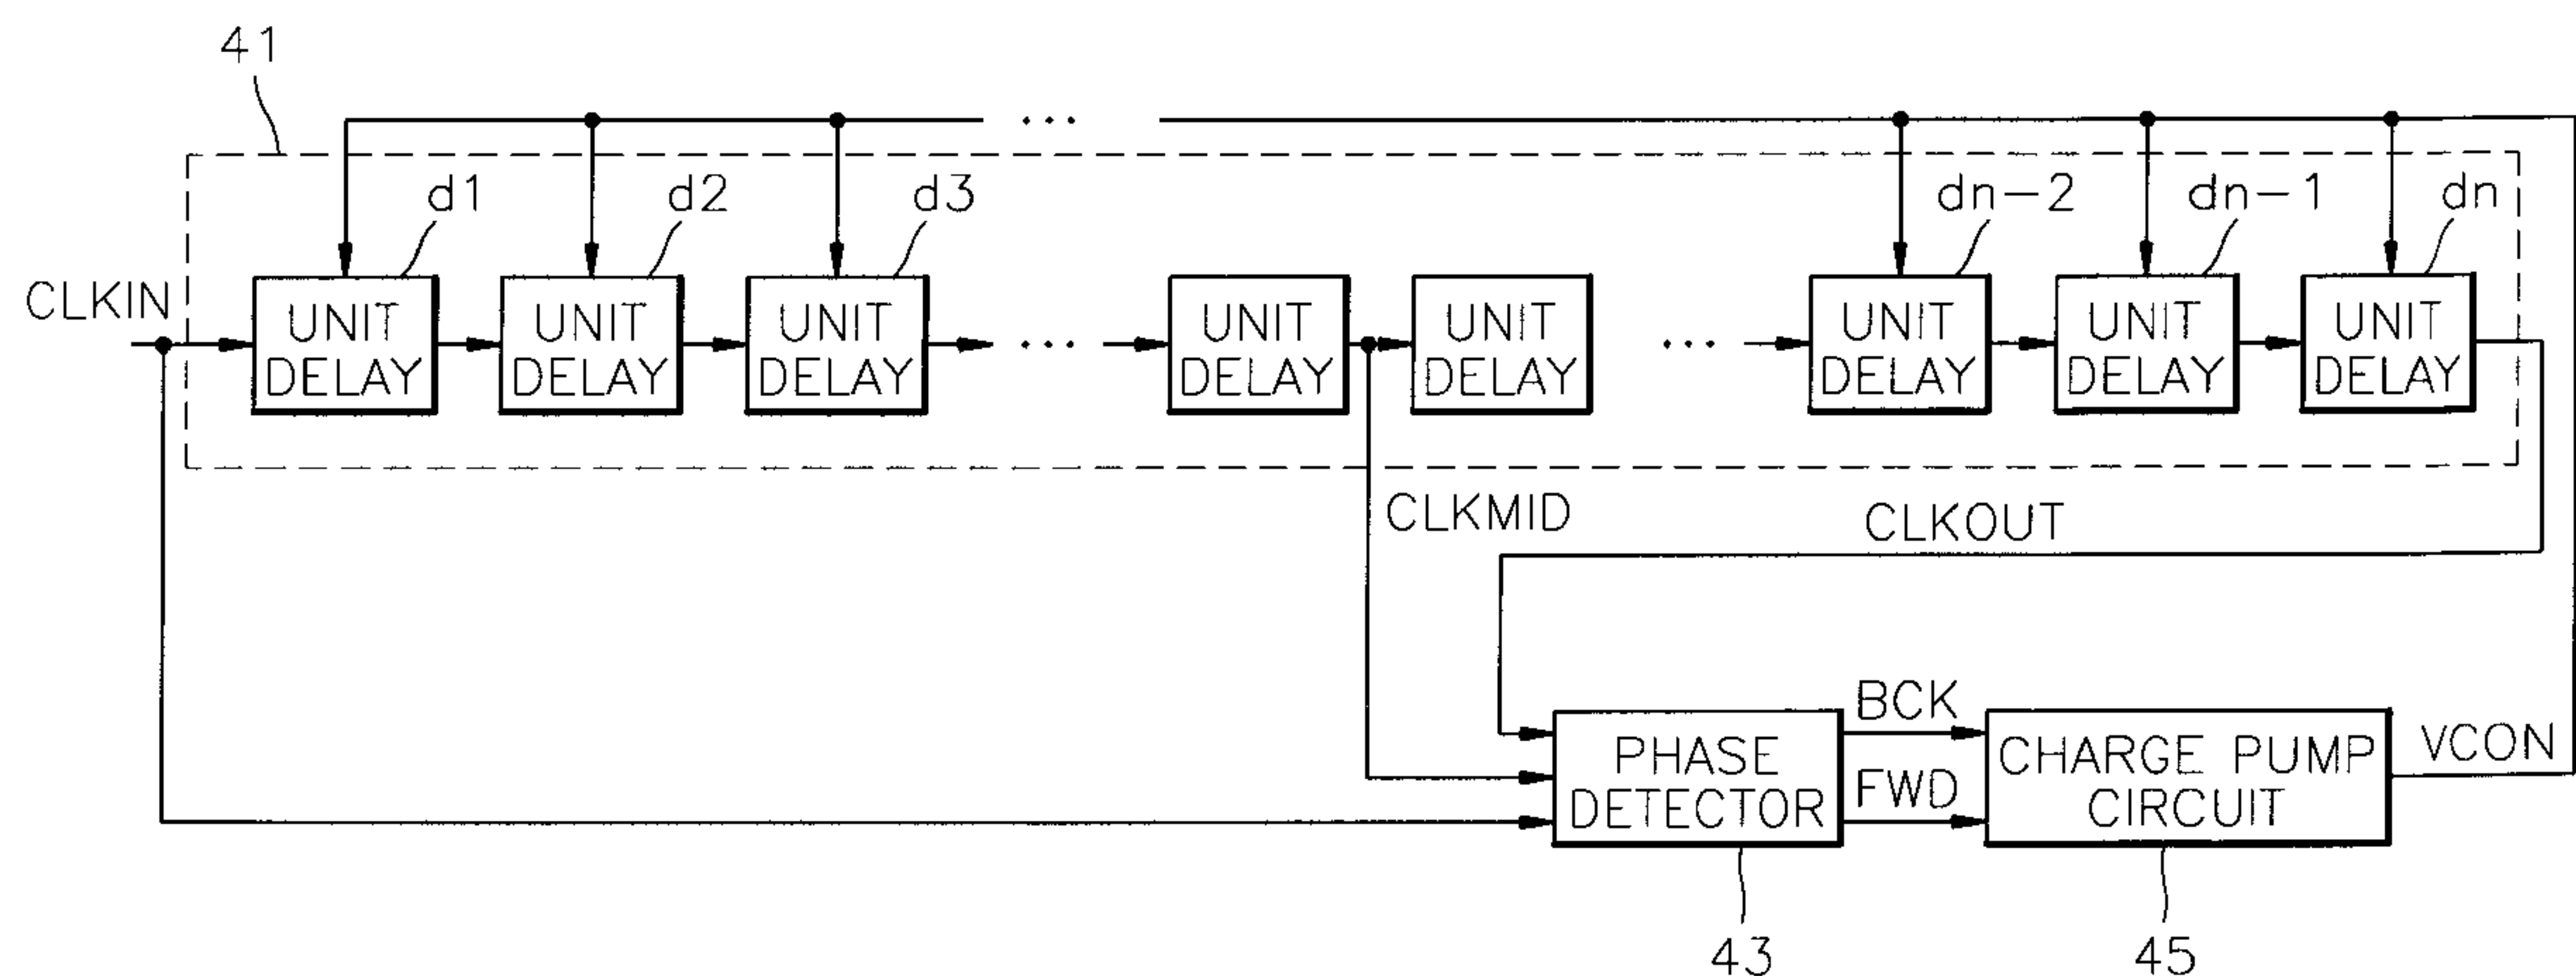 41
d1
d2
d3
dn-2
dn-1
dn
CLKIN
UNIT
DELAY
UNIT
DELAY
UNIT
DELAY
...
UNIT
DELAY
UNIT
DELAY
...
UNIT
DELAY
UNIT
DELAY
UNIT
DELAY
...
CLKMID
CLKOUT
PHASE
DETECTOR
BCK
FWD
CHARGE PUMP
CIRCUIT
VCON
43
45